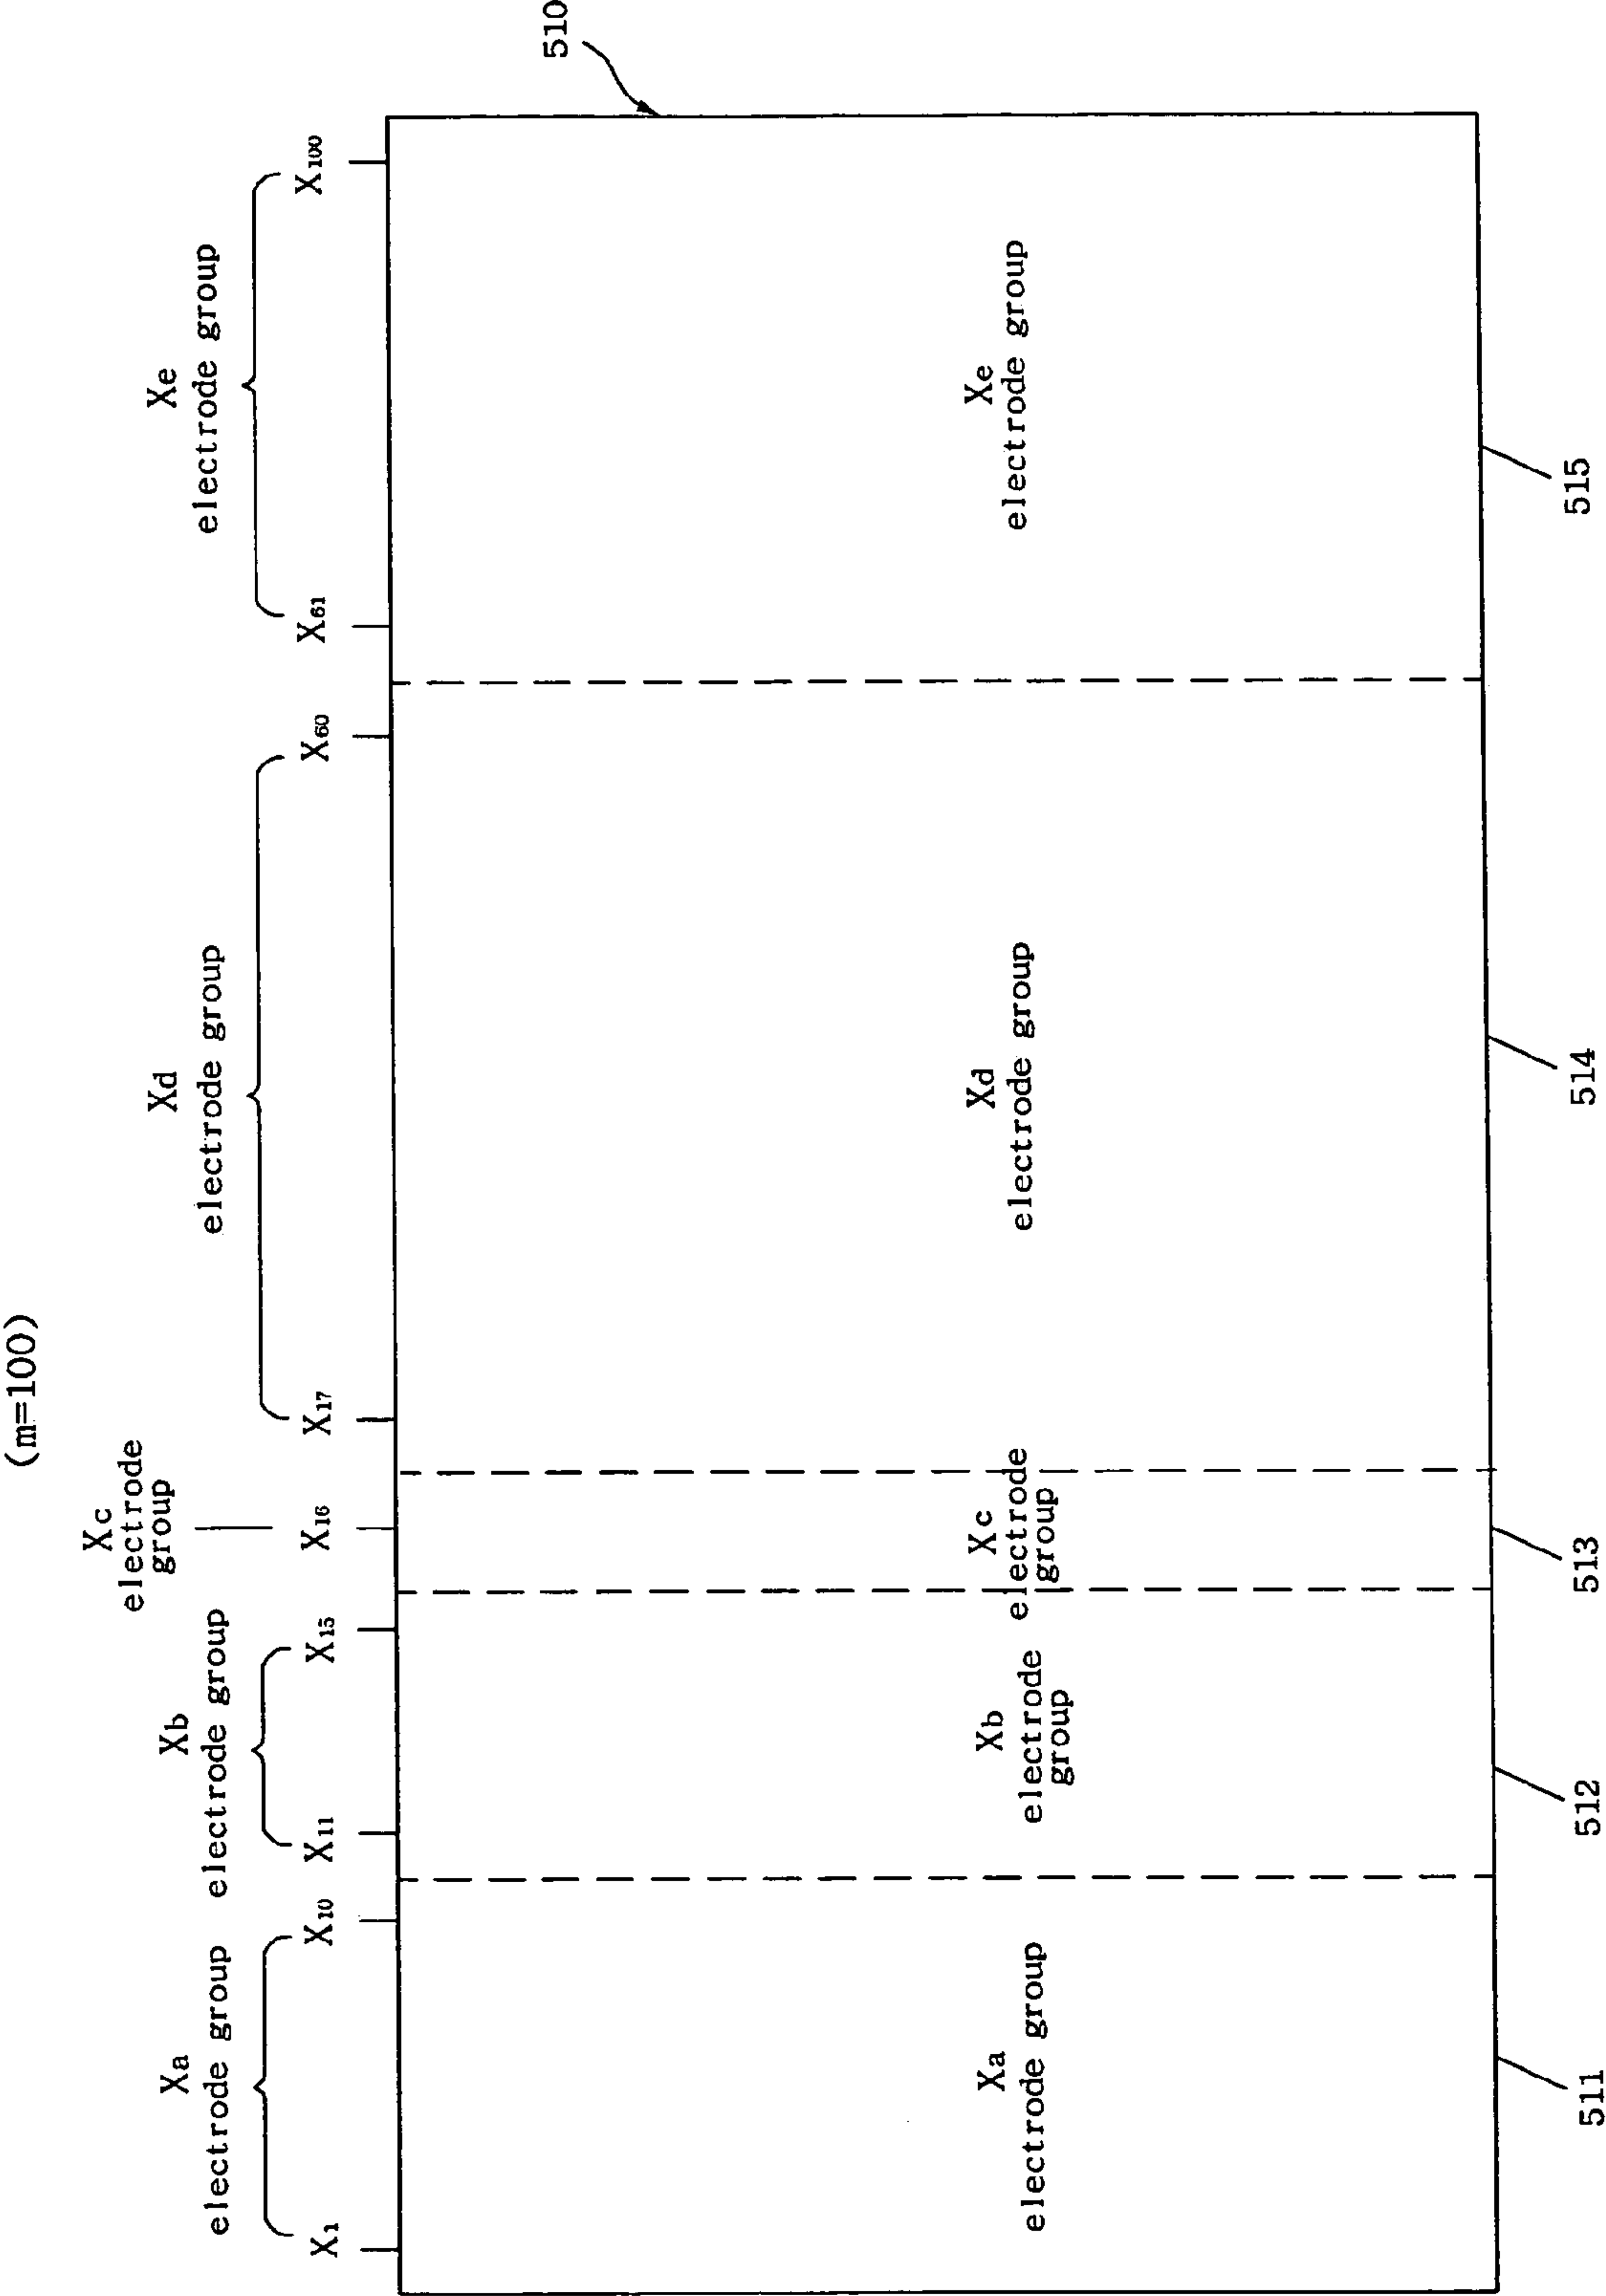 (m=100)
Xa
electrode group
Xb
electrode group
Xc
electrode
group
Xd
electrode group
Xe
electrode group
X1
X10
X11
X15
X16
X17
X60
X61
X100
510
Xa
electrode group
Xb
electrode
group
Xc
electrode
group
Xd
electrode group
Xe
electrode group
511
512
513
514
515